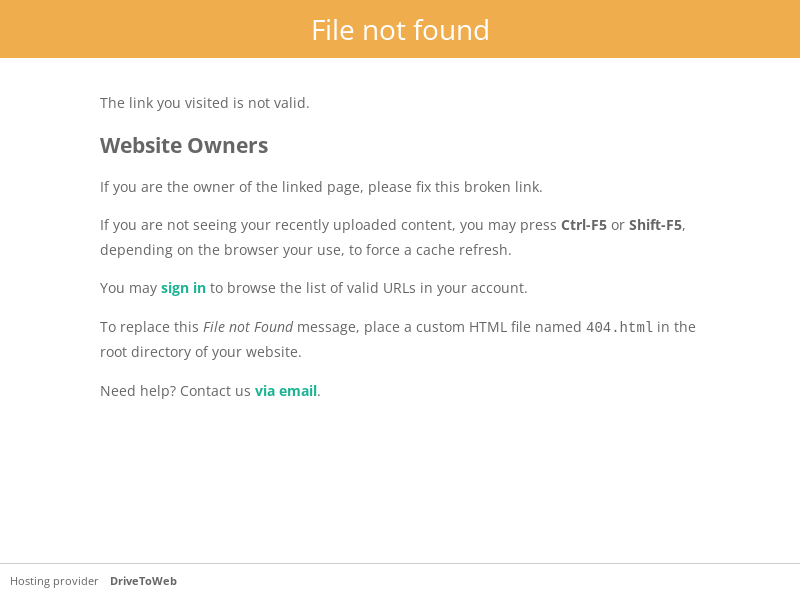 File not found
The link you visited is not valid.
Website Owners
If you are the owner of the linked page, please fix this broken link.
If you are not seeing your recently uploaded content, you may press Ctrl-F5 or Shift-F5,
depending on the browser your use, to force a cache refresh.
You may sign in to browse the list of valid URLs in your account.
To replace this File not Found message, place a custom HTML file named 404.html in the
root directory of your website.
Need help? Contact us via email.
Hosting provider DriveToWeb